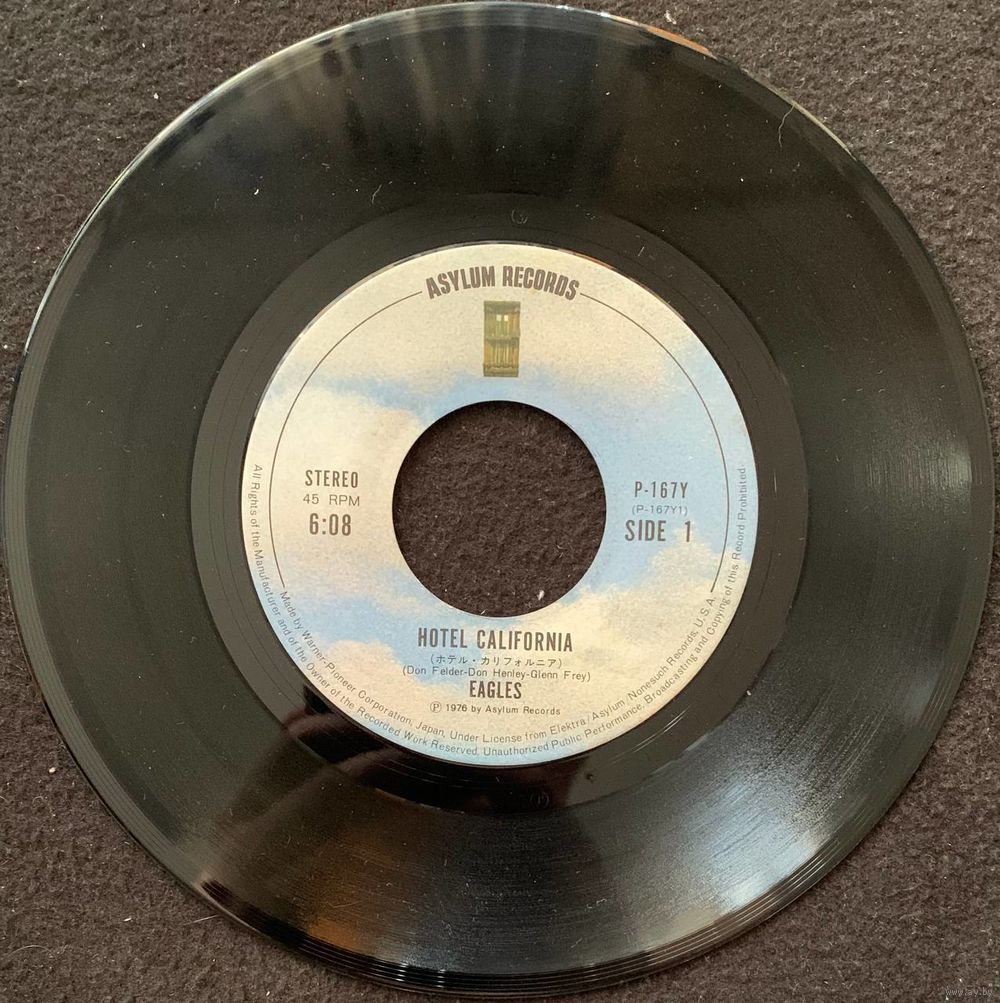 ASYLUM RECORDS
STEREO
45 RPM
6:08
P-167Y
(P-167Y1)
SIDE 1
HOTEL CALIFORNIA
(ホテル・カリフォルニア)
(Don Felder-Don Henley-Glenn Frey)
EAGLES
Ⓟ 1976 by Asylum Records
Made by Warner-Pioneer Corporation, Japan, Under License from Elektra/Asylum/Nonesuch Records, U.S.A.
All Rights of the Manufacturer and of the Owner of the Recorded Work Reserved. Unauthorized Public Performance, Broadcasting and Copying of this Record Prohibited.
www.ay.by